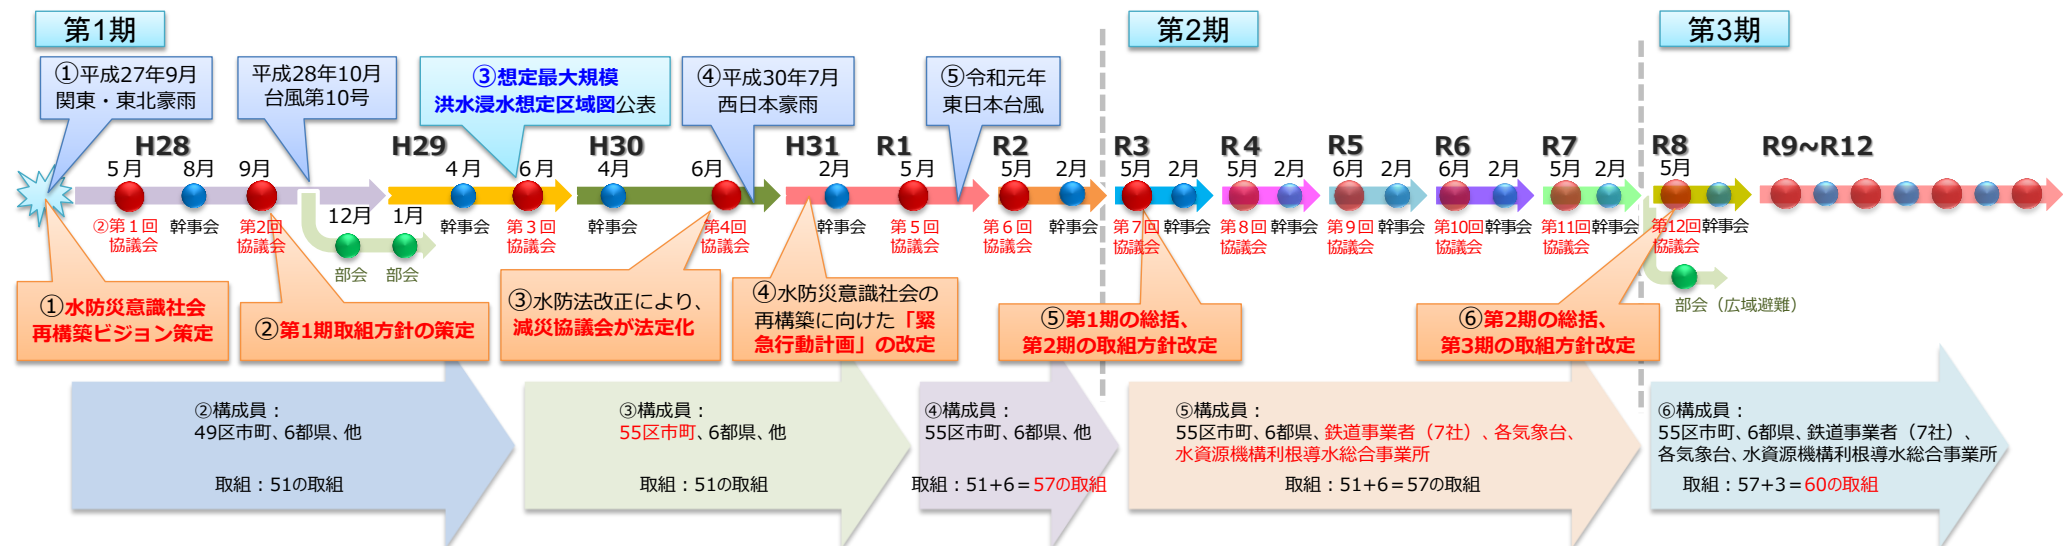 第1期
第2期
第3期
①平成27年9月
関東・東北豪雨
平成28年10月
台風第10号
③想定最大規模
洪水浸水想定区域図公表
④平成30年7月
西日本豪雨
⑤令和元年
東日本台風
H28
H29
H30
H31
R1
R2
R3
R4
R5
R6
R7
R8
R9~R12
5月
8月
9月
4月
6月
4月
6月
2月
5月
5月
2月
5月
2月
5月
2月
6月
2月
6月
2月
5月
2月
5月
②第1回
協議会
幹事会
第2回
協議会
12月
1月
部会
部会
幹事会
第3回
協議会
幹事会
第4回
協議会
幹事会
第5回
協議会
第6回
協議会
幹事会
第7回
協議会
幹事会
第8回
協議会
幹事会
第9回
協議会
幹事会
第10回
協議会
幹事会
第11回
協議会
幹事会
第12回
協議会
幹事会
部会（広域避難）
①水防災意識社会
再構築ビジョン策定
②第1期取組方針の策定
③水防法改正により、
減災協議会が法定化
④水防災意識社会の
再構築に向けた「緊
急行動計画」の改定
⑤第1期の総括、
第2期の取組方針改定
⑥第2期の総括、
第3期の取組方針改定
②構成員：
49区市町、6都県、他
取組：51の取組
③構成員：
55区市町、6都県、他
取組：51の取組
④構成員：
55区市町、6都県、他
取組：51+6＝57の取組
⑤構成員：
55区市町、6都県、鉄道事業者（7社）、各気象台、
水資源機構利根導水総合事業所
取組：51+6＝57の取組
⑥構成員：
55区市町、6都県、鉄道事業者（7社）、
各気象台、水資源機構利根導水総合事業所
取組：57+3＝60の取組